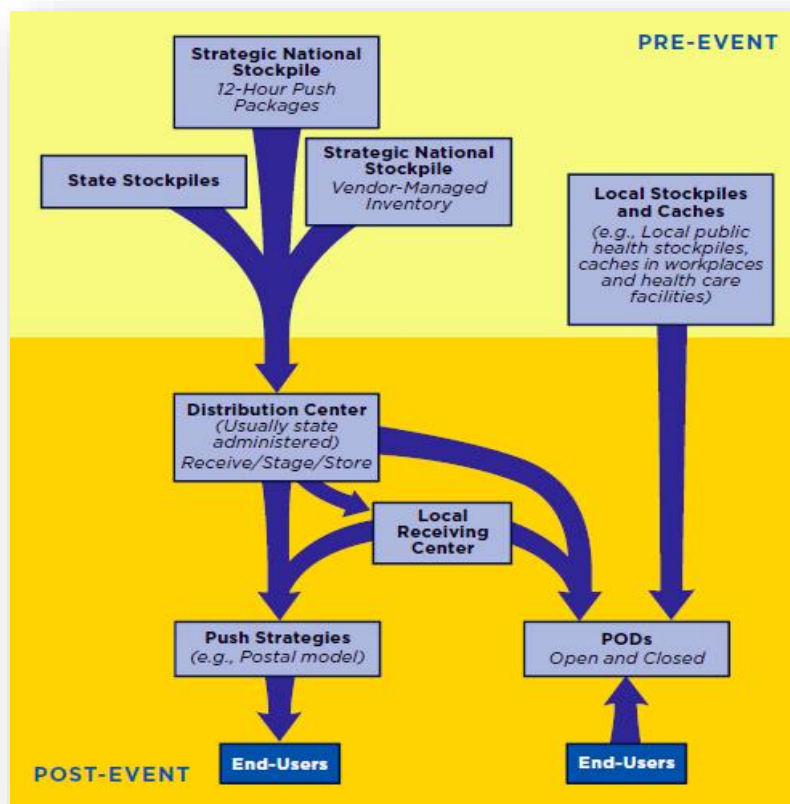 PRE-EVENT
Strategic National
Stockpile
12-Hour Push
Packages
State Stockpiles
Strategic National
Stockpile
Vendor-Managed
Inventory
Local Stockpiles
and Caches
(e.g., Local public
health stockpiles,
caches in workplaces
and health care
facilities)
Distribution Center
(Usually state
administered)
Receive/Stage/Store
Local
Receiving
Center
Push Strategies
(e.g., Postal model)
PODs
Open and Closed
End-Users
End-Users
POST-EVENT